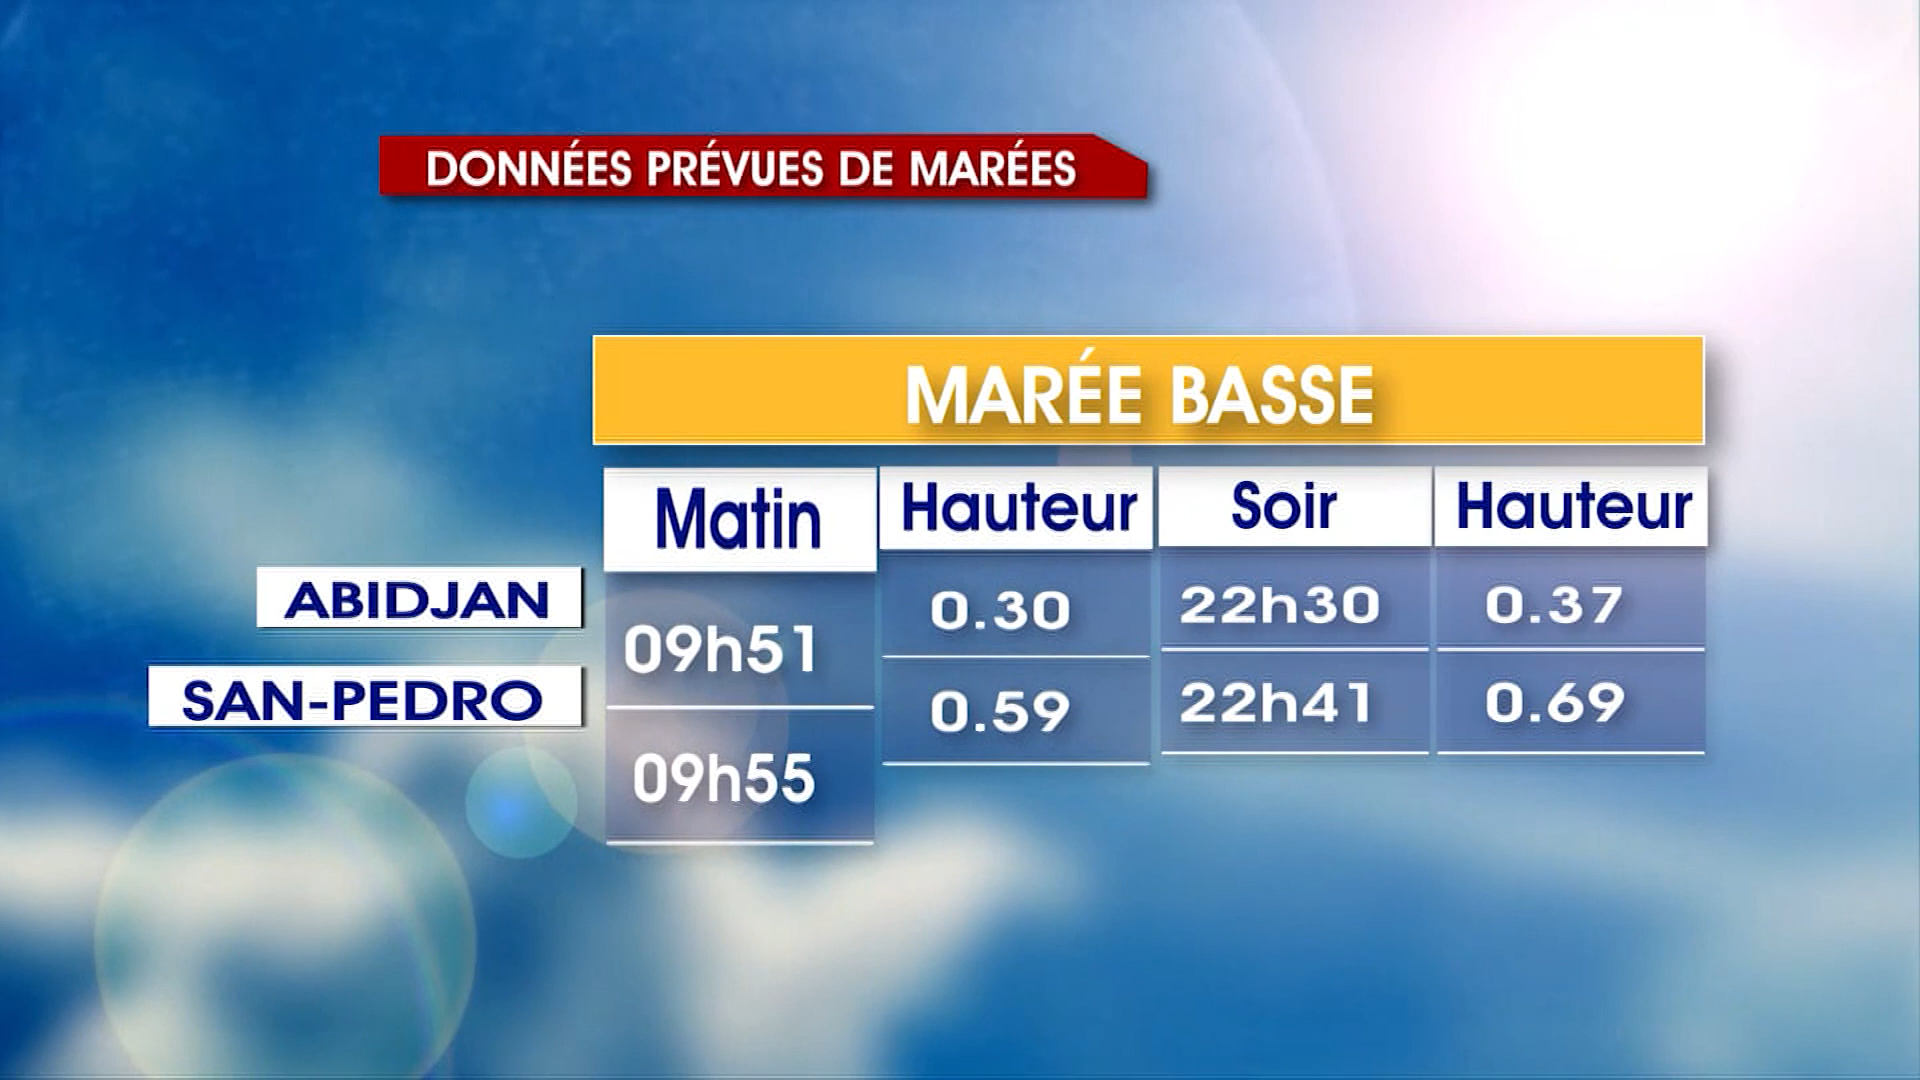 DONNÉES PRÉVUES DE MARÉES
MARÉE BASSE
Matin Hauteur Soir Hauteur
ABIDJAN 09h51 0.30 22h30 0.37
SAN-PEDRO 09h55 0.59 22h41 0.69